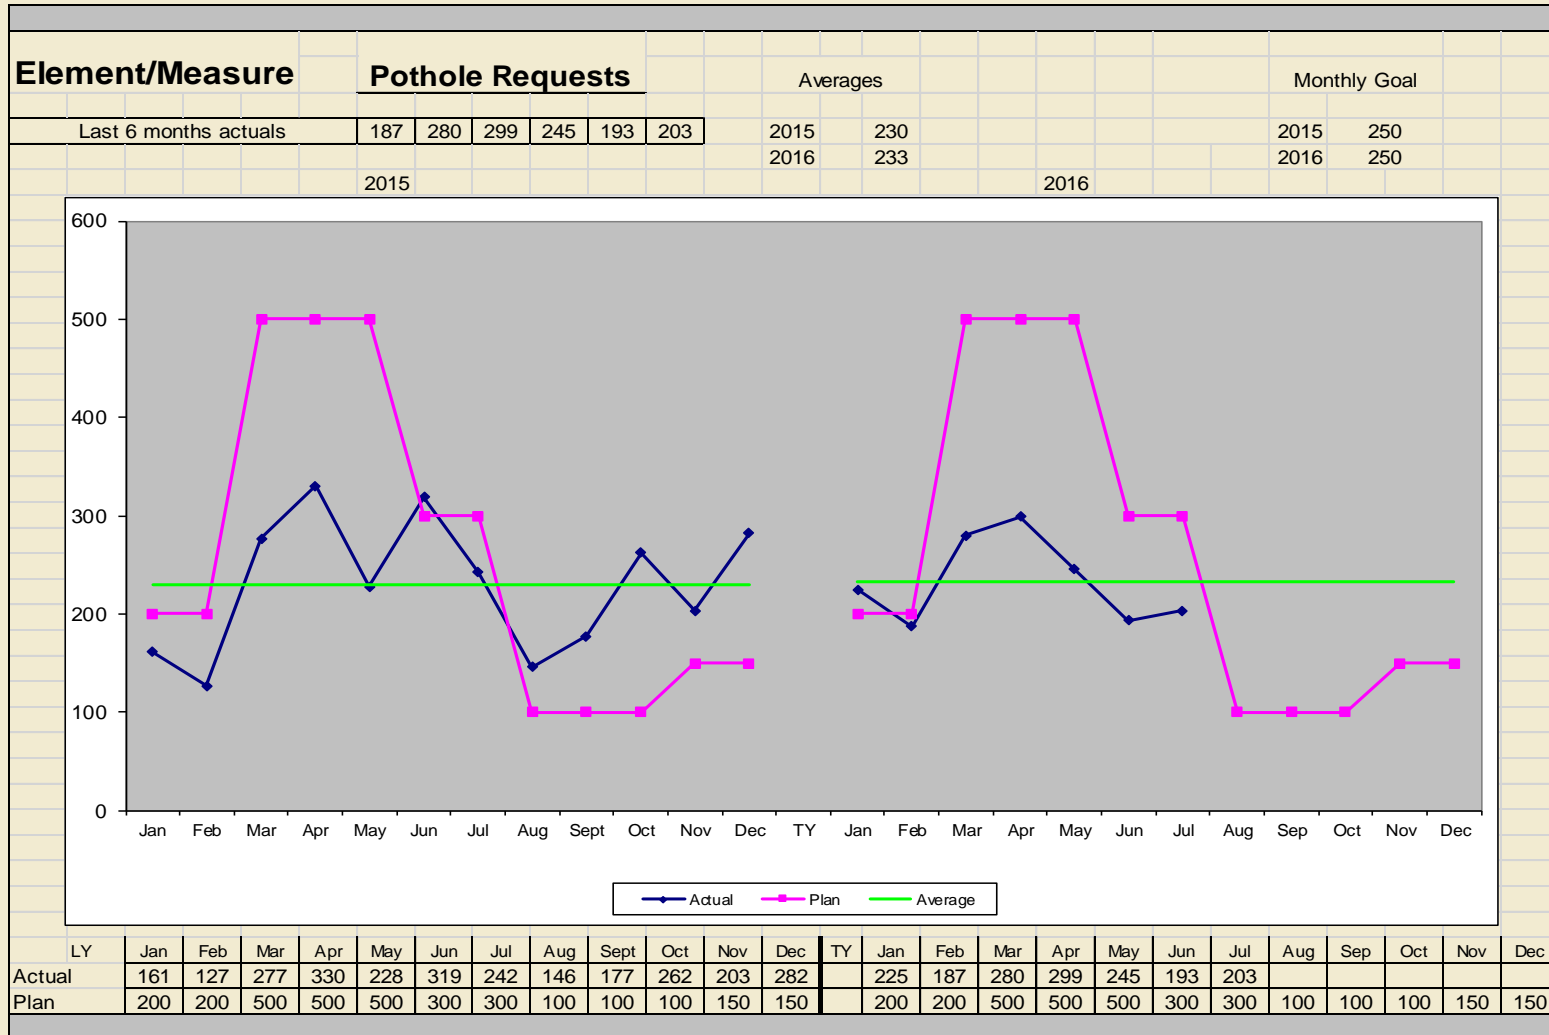 Element/Measure Pothole Requests Averages Monthly Goal
Last 6 months actuals 187 280 299 245 193 203 2015 230 2015 250
2016 233 2016 250
2015 2016
600
500
400
300
200
100
0
Jan Feb Mar Apr May Jun Jul Aug Sept Oct Nov Dec TY Jan Feb Mar Apr May Jun Jul Aug Sep Oct Nov Dec
Actual Plan Average
LY Jan Feb Mar Apr May Jun Jul Aug Sept Oct Nov Dec TY Jan Feb Mar Apr May Jun Jul Aug Sep Oct Nov Dec
Actual 161 127 277 330 228 319 242 146 177 262 203 282 225 187 280 299 245 193 203
Plan 200 200 500 500 500 300 300 100 100 100 150 150 200 200 500 500 500 300 300 100 100 100 150 150